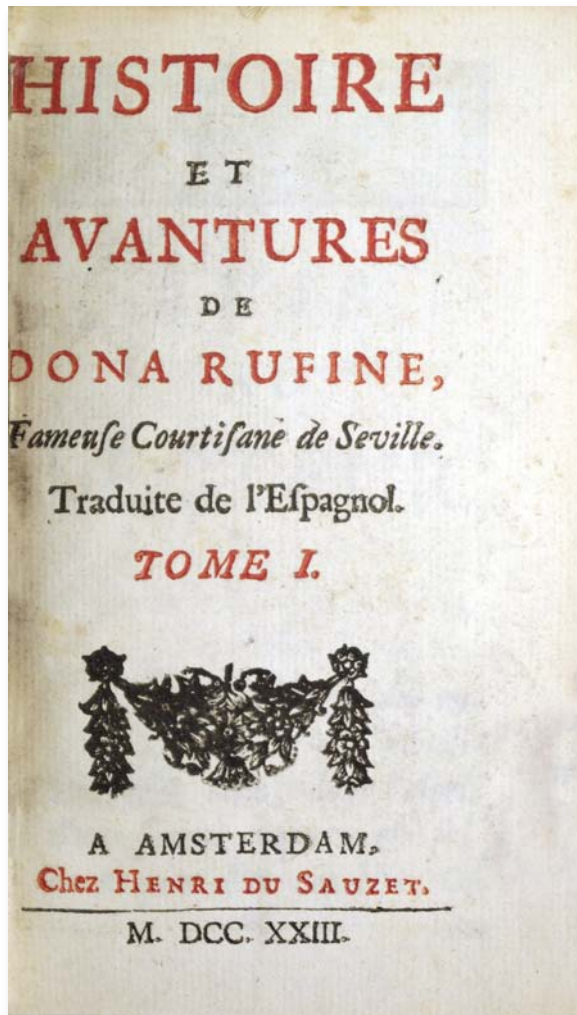 HISTOIRE
ET
AVANTURES
DE
DONA RUFINE,
Fameuſe Courtiſane de Seville.
Traduite de l'Eſpagnol.
TOME I.
A AMSTERDAM,
Chez HENRI DU SAUZET.
M. DCC. XXIII.